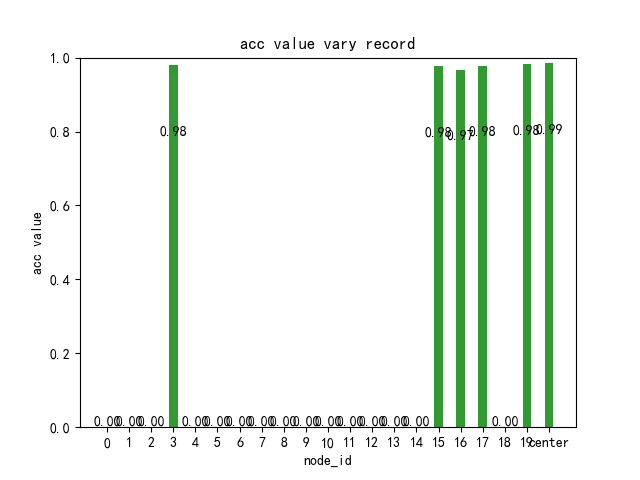 acc value vary record
1.0
0.8
0.6
0.4
0.2
0.0
acc value
0.98 0.98 0.97 0.98 0.98 0.99
0.00 0.00 0.00 0.00 0.00 0.00 0.00 0.00 0.00 0.00 0.00 0.00 0.00 0.00 0.00
0 1 2 3 4 5 6 7 8 9 10 11 12 13 14 15 16 17 18 19 center
node_id